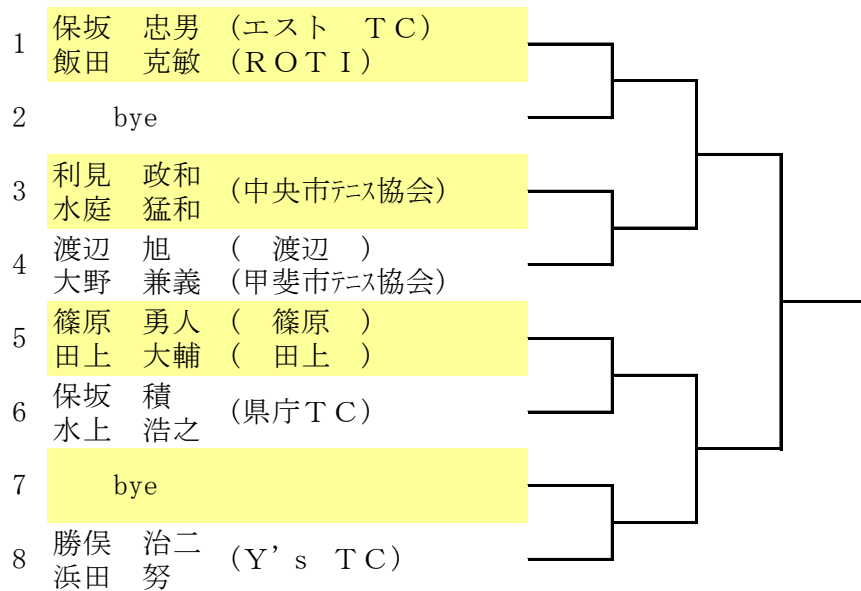 1 保坂 忠男 (エスト TC)
飯田 克敏 (ROTI)
2 bye
3 利見 政和 (中央市テニス協会)
水庭 猛和
4 渡辺 旭 ( 渡辺 )
大野 兼義 (甲斐市テニス協会)
5 篠原 勇人 ( 篠原 )
田上 大輔 ( 田上 )
6 保坂 積 (県庁TC)
水上 浩之
7 bye
8 勝俣 治二 (Y’s TC)
浜田 努